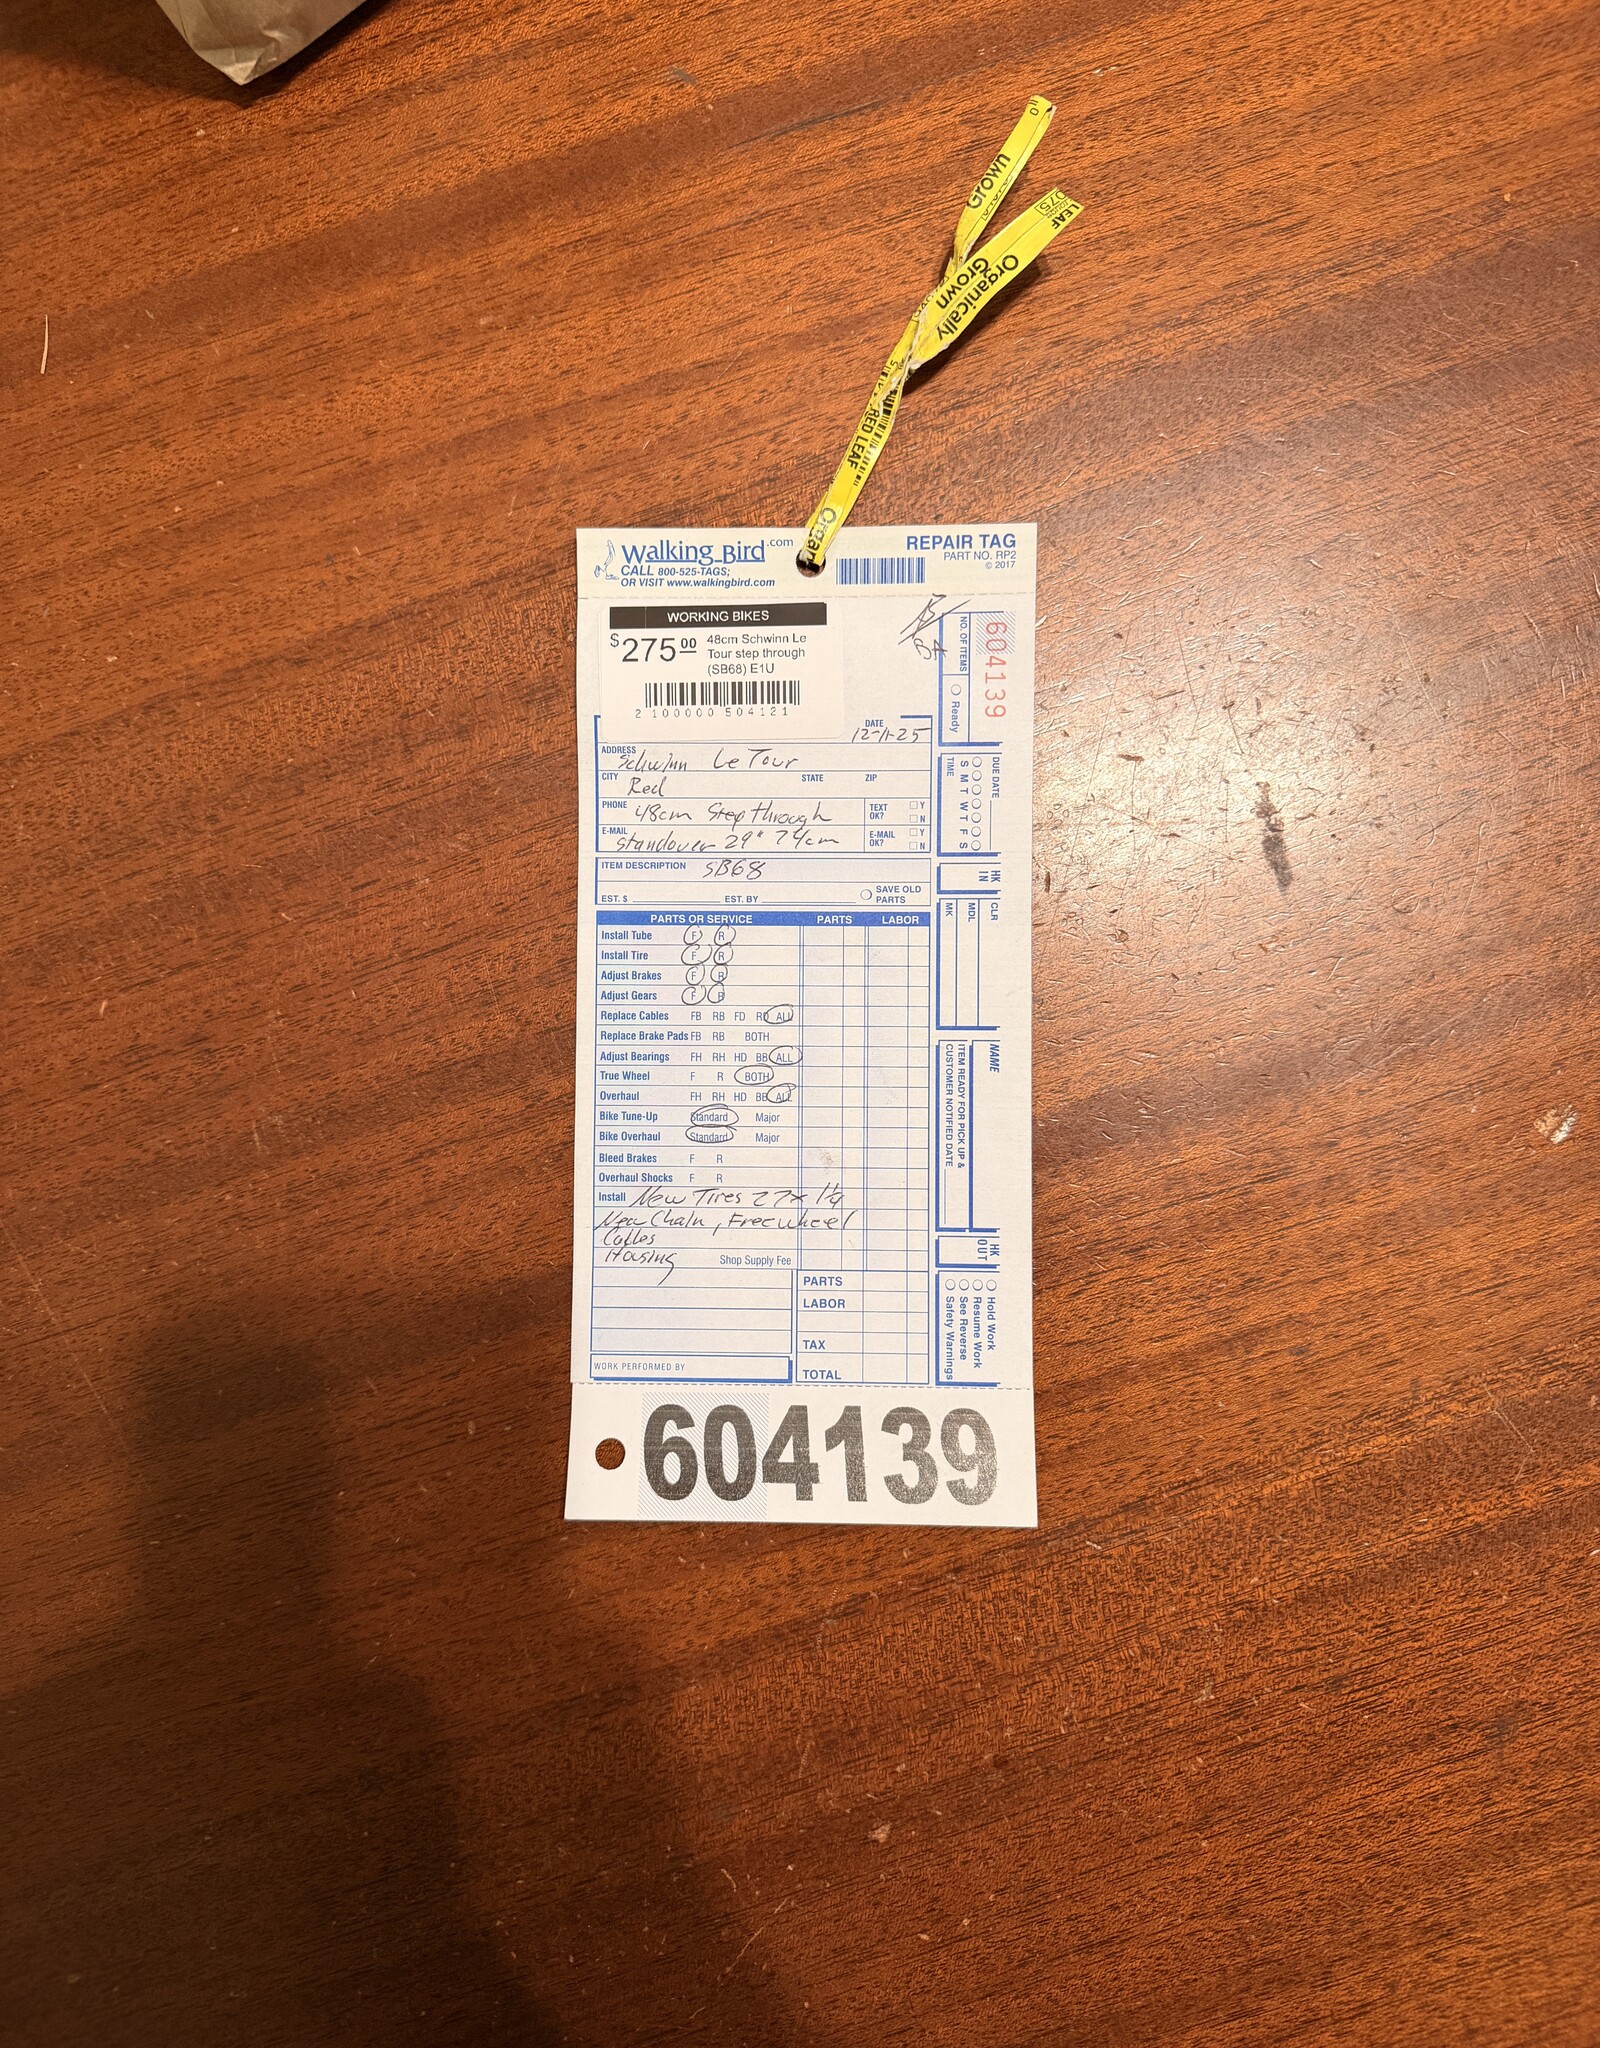 Grown
LEAF
075
Organically
Grown
RED LEAF
Organ
Walking Bird.com
CALL 800-525-TAGS;
OR VISIT www.walkingbird.com
REPAIR TAG
PART NO. RP2
© 2017
WORKING BIKES
$275.00
48cm Schwinn Le
Tour step through
(SB68) E1U
2 100000 504121
604139
NO. OF ITEMS
Ready
DATE
12-11-25
ADDRESS
Schwinn Le Tour
CITY STATE ZIP
Red
PHONE 48cm Step through TEXT OK? Y N
E-MAIL standover 29" 74cm E-MAIL OK? Y N
ITEM DESCRIPTION SB68
EST. $ EST. BY SAVE OLD PARTS
PARTS OR SERVICE PARTS LABOR
Install Tube F R
Install Tire F R
Adjust Brakes F R
Adjust Gears F R
Replace Cables FB RB FD RD ALL
Replace Brake Pads FB RB BOTH
Adjust Bearings FH RH HD BB ALL
True Wheel F R BOTH
Overhaul FH RH HD BB ALL
Bike Tune-Up Standard Major
Bike Overhaul Standard Major
Bleed Brakes F R
Overhaul Shocks F R
Install New Tires 27x 1 1/4
New Chain, Freewheel
Cables
Housing Shop Supply Fee
PARTS
LABOR
TAX
TOTAL
WORK PERFORMED BY
DUE DATE
S M T W T F S
TIME
HK IN
CLR
MDL
MK
NAME
ITEM READY FOR PICK UP &
CUSTOMER NOTIFIED DATE
HK OUT
Hold Work
Resume Work
See Reverse
Safety Warnings
604139